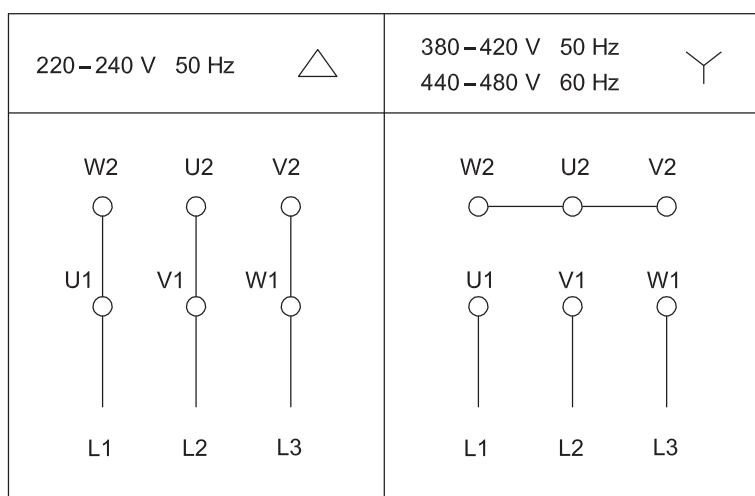 220–240 V 50 Hz
380–420 V 50 Hz
440–480 V 60 Hz
W2 U2 V2
U1 V1 W1
L1 L2 L3
W2 U2 V2
U1 V1 W1
L1 L2 L3